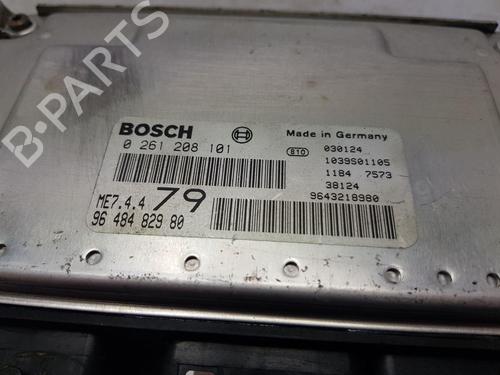 B-PARTS
BOSCH
Made in Germany
0 261 208 101
810
030124
1039S01105
1184 7573
38124
9643218980
ME7.4.4
79
96 484 829 80